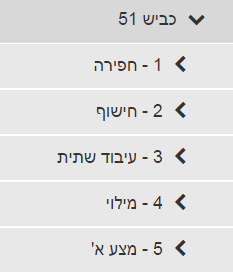 כביש 51
1 - חפירה
2 - חישוף
3 - עיבוד שתית
4 - מילוי
5 - מצע א'